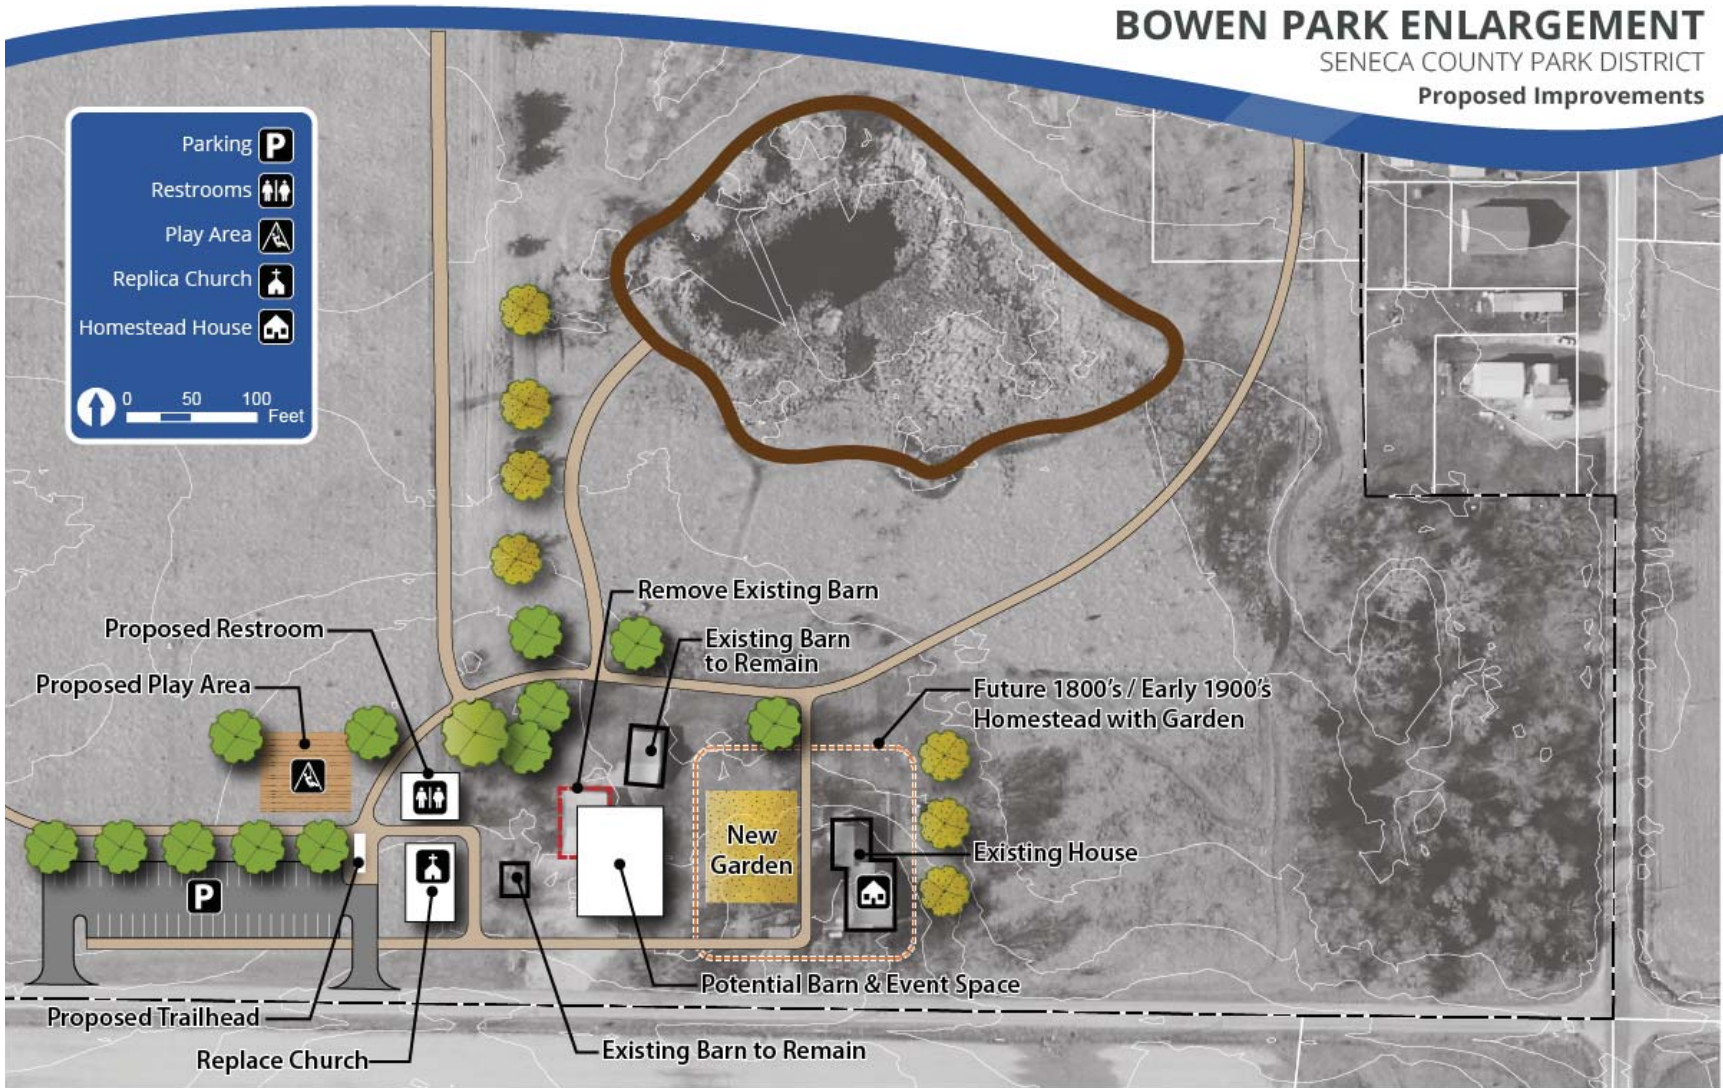 BOWEN PARK ENLARGEMENT
SENECA COUNTY PARK DISTRICT
Proposed Improvements
Parking P
Restrooms
Play Area
Replica Church
Homestead House
0 50 100
Feet
Remove Existing Barn
Proposed Restroom
Existing Barn
to Remain
Proposed Play Area
Future 1800's / Early 1900's
Homestead with Garden
New
Garden
Existing House
P
Potential Barn & Event Space
Proposed Trailhead
Existing Barn to Remain
Replace Church